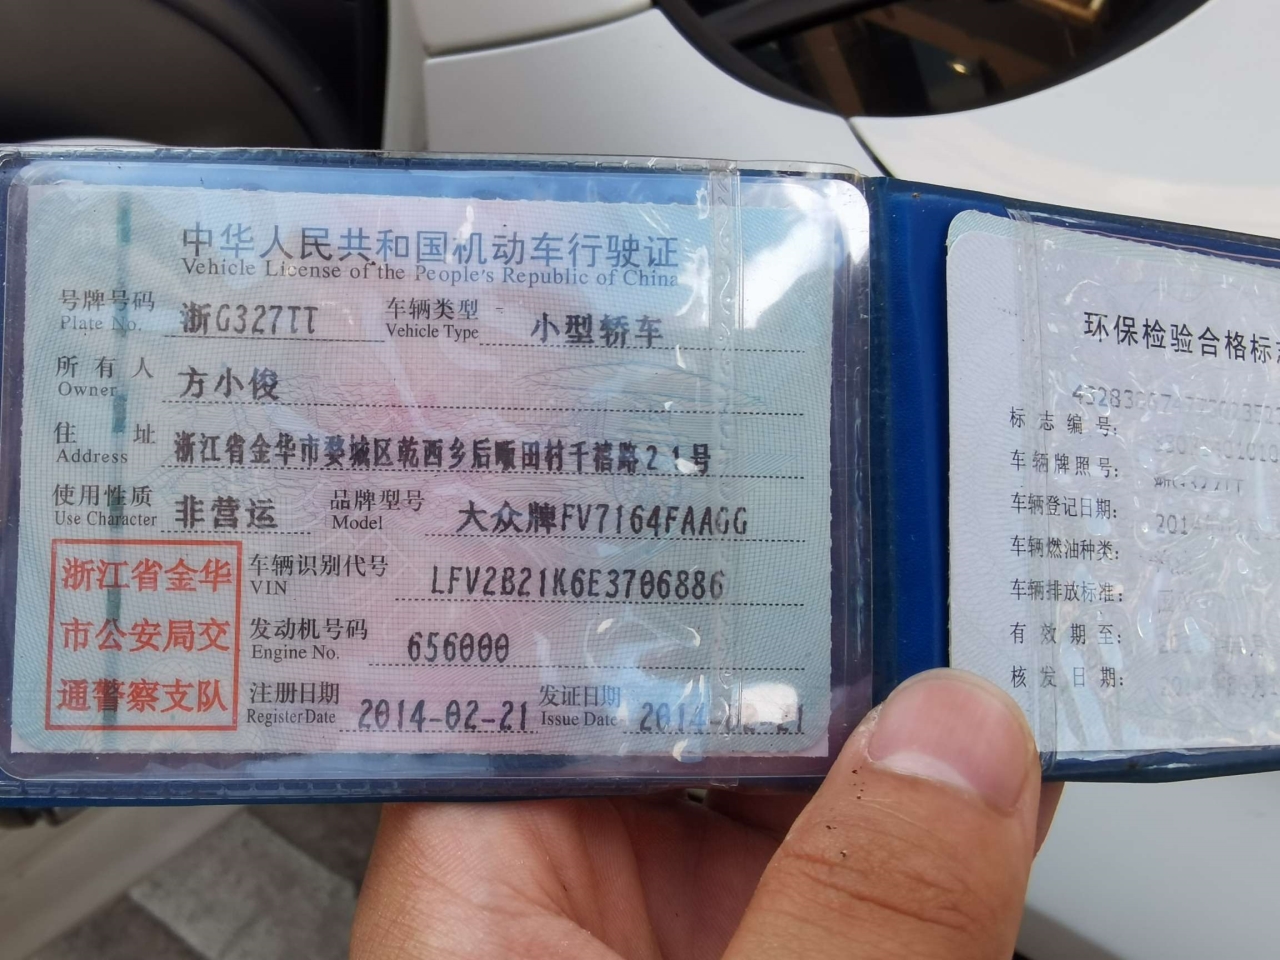 中华人民共和国机动车行驶证
Vehicle License of the People's Republic of China
号牌号码 浙G327TT 车辆类型 小型轿车
Plate No. Vehicle Type
所有人 方小俊
Owner
住址 浙江省金华市婺城区乾西乡后畈田村千禧路21号
Address
使用性质 非营运 品牌型号 大众牌FV7164FAAGG
Use Character Model
浙江省金华
市公安局交
通警察支队
车辆识别代号 LFV2B21K6E3706886
VIN
发动机号码 656000
Engine No.
注册日期 2014-02-21 发证日期 2014-02-21
Register Date Issue Date
环保检验合格标
标志编号:
车辆牌照号:
车辆登记日期: 2014
车辆燃油种类:
车辆排放标准:
有效期至:
核发日期: